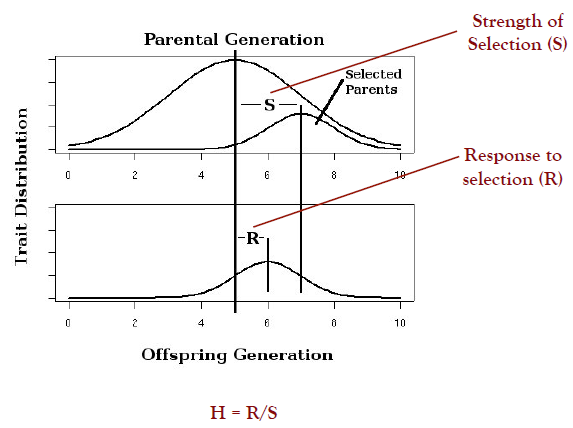 Strength of
Selection (S)
Parental Generation
Selected
Parents
S
0 2 4 6 8 10
Response to
selection (R)
Trait Distribution
R
0 2 4 6 8 10
Offspring Generation
H = R/S